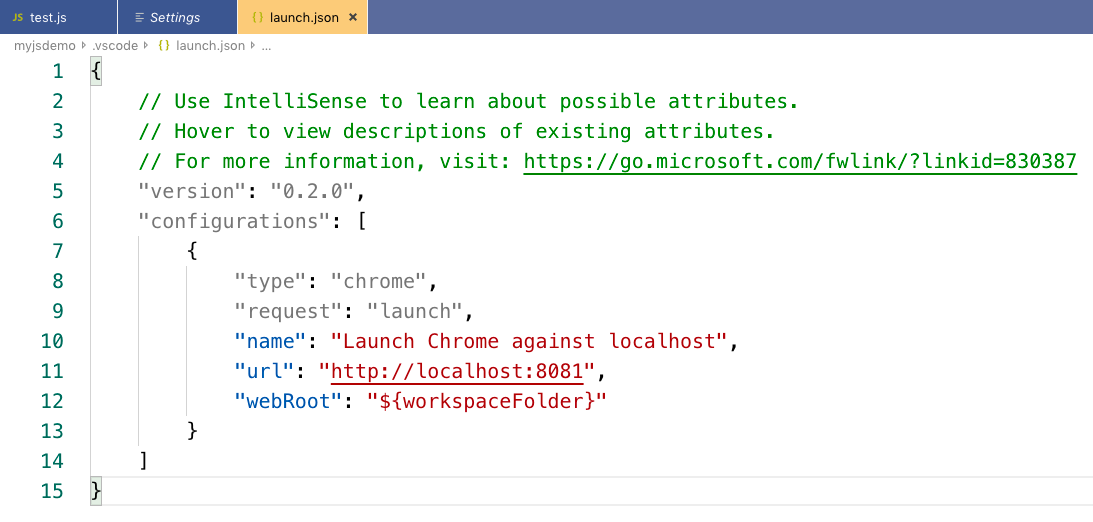 JS test.js Settings {} launch.json ×
myjsdemo .vscode {} launch.json ...
1 {
2 // Use IntelliSense to learn about possible attributes.
3 // Hover to view descriptions of existing attributes.
4 // For more information, visit: https://go.microsoft.com/fwlink/?linkid=830387
5 "version": "0.2.0",
6 "configurations": [
7 {
8 "type": "chrome",
9 "request": "launch",
10 "name": "Launch Chrome against localhost",
11 "url": "http://localhost:8081",
12 "webRoot": "${workspaceFolder}"
13 }
14 ]
15 }